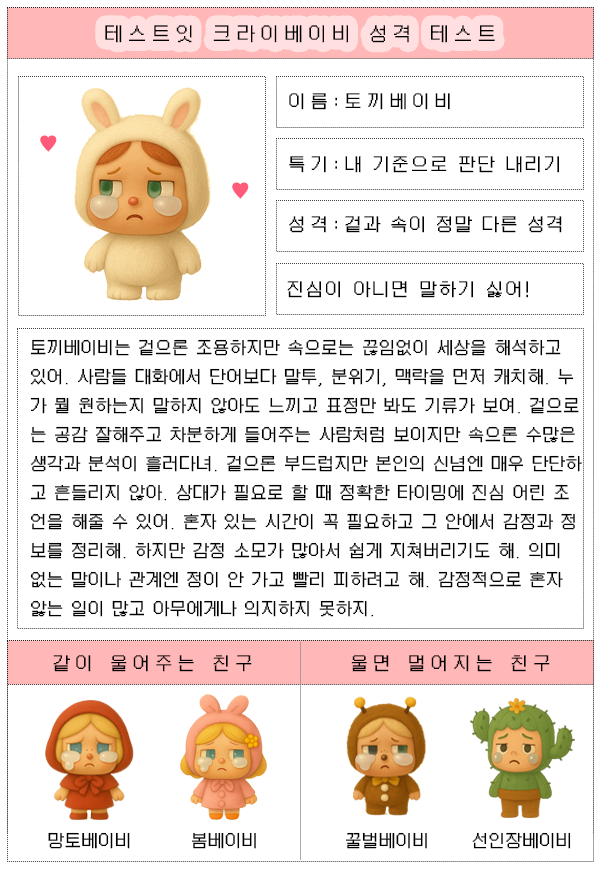 테스트잇 크라이베이비 성격 테스트
이름:토끼베이비
특기:내 기준으로 판단 내리기
성격:겉과 속이 정말 다른 성격
진심이 아니면 말하기 싫어!
토끼베이비는 겉으론 조용하지만 속으로는 끊임없이 세상을 해석하고
있어. 사람들 대화에서 단어보다 말투, 분위기, 맥락을 먼저 캐치해. 누
가 뭘 원하는지 말하지 않아도 느끼고 표정만 봐도 기류가 보여. 겉으로
는 공감 잘해주고 차분하게 들어주는 사람처럼 보이지만 속으론 수많은
생각과 분석이 흘러다녀. 겉으론 부드럽지만 본인의 신념엔 매우 단단하
고 흔들리지 않아. 상대가 필요로 할 때 정확한 타이밍에 진심 어린 조
언을 해줄 수 있어. 혼자 있는 시간이 꼭 필요하고 그 안에서 감정과 정
보를 정리해. 하지만 감정 소모가 많아서 쉽게 지쳐버리기도 해. 의미
없는 말이나 관계엔 정이 안 가고 빨리 피하려고 해. 감정적으로 혼자
앓는 일이 많고 아무에게나 의지하지 못하지.
같이 울어주는 친구
울면 멀어지는 친구
망토베이비
봄베이비
꿀벌베이비
선인장베이비